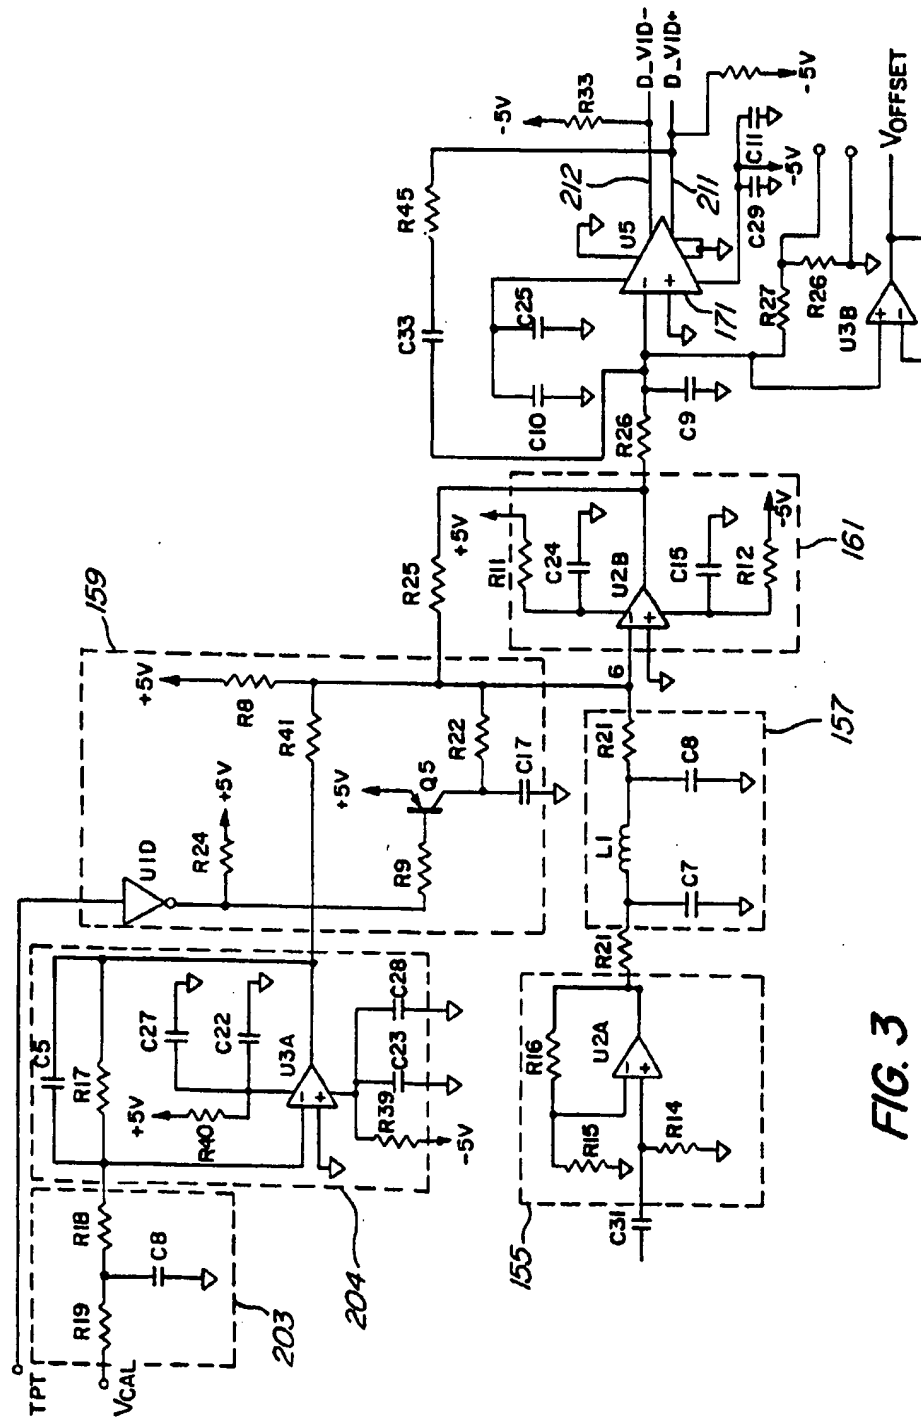 TPT
VCAL
R19
R18
C8
203
C5
R17
+5V
R40
C27
C22
U3A
-
+
R39
C23
C28
-5V
204
159
U1D
R24
+5V
R9
Q5
+5V
R41
R8
+5V
R22
C17
R25
155
C31
R14
R15
R16
U2A
-
+
R21
C7
L1
C8
R21
157
6
-
+
U2B
R11
+5V
C24
C15
R12
-5V
161
R26
C9
C33
R45
C10
C25
U5
-
+
171
212
211
R33
-5V
D_VID-
D_VID+
-5V
C29
C11
-5V
R27
R26
U3B
+
-
VOFFSET
FIG. 3